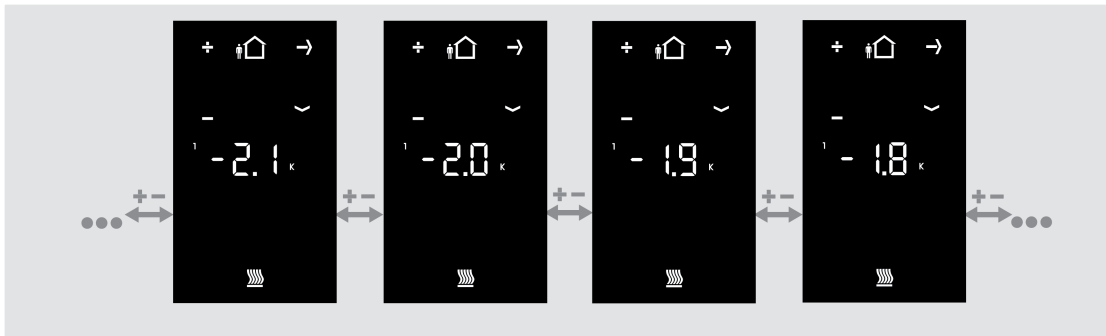 1 -2.1 K
1 -2.0 K
1 -1.9 K
1 -1.8 K
+ - + - + - + - + -